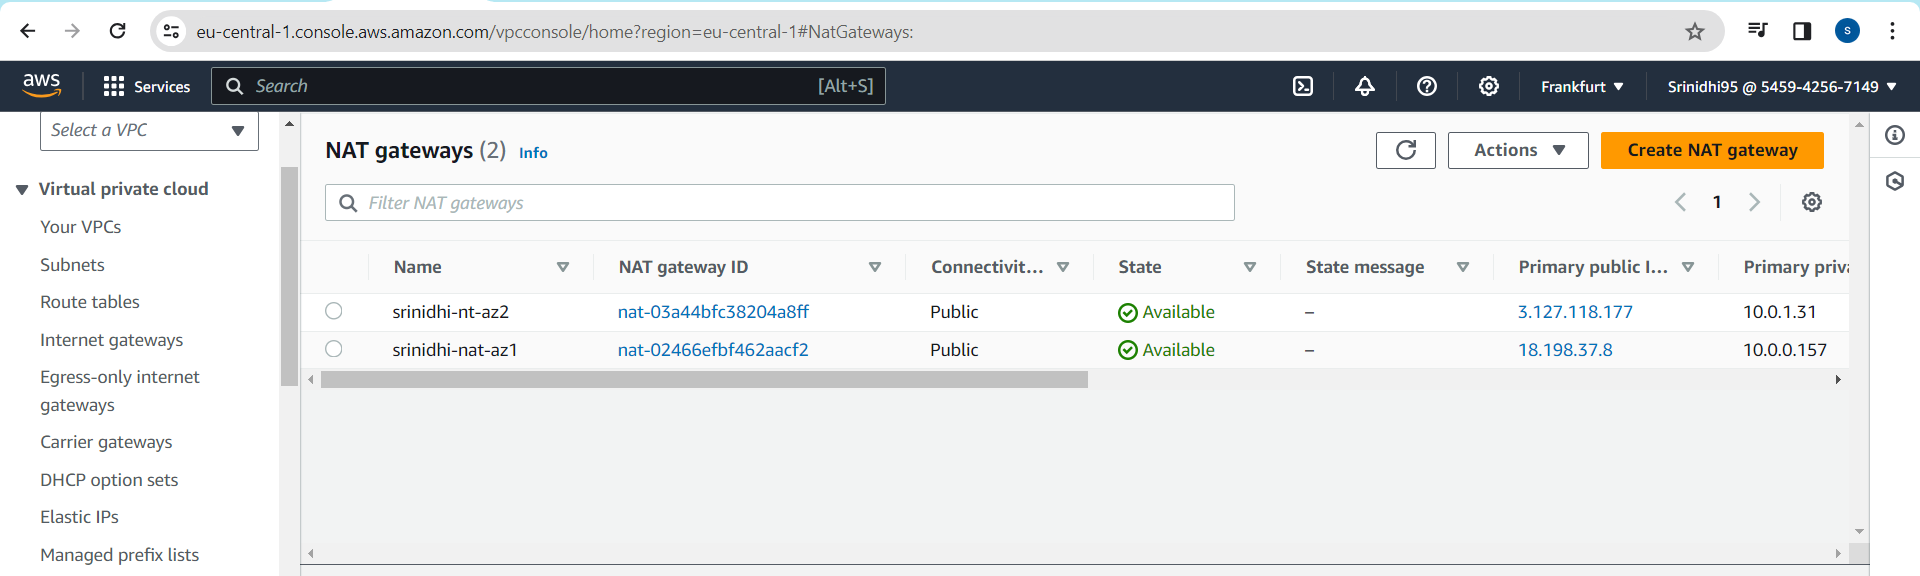 eu-central-1.console.aws.amazon.com/vpcconsole/home?region=eu-central-1#NatGateways:
S
aws
Services
Search
[Alt+S]
Frankfurt
Srinidhi95 @ 5459-4256-7149
Select a VPC
Virtual private cloud
Your VPCs
Subnets
Route tables
Internet gateways
Egress-only internet
gateways
Carrier gateways
DHCP option sets
Elastic IPs
Managed prefix lists
NAT gateways (2) Info
Actions
Create NAT gateway
Filter NAT gateways
1
Name NAT gateway ID Connectivit... State State message Primary public I... Primary priva
srinidhi-nt-az2 nat-03a44bfc38204a8ff Public Available – 3.127.118.177 10.0.1.31
srinidhi-nat-az1 nat-02466efbf462aacf2 Public Available – 18.198.37.8 10.0.0.157